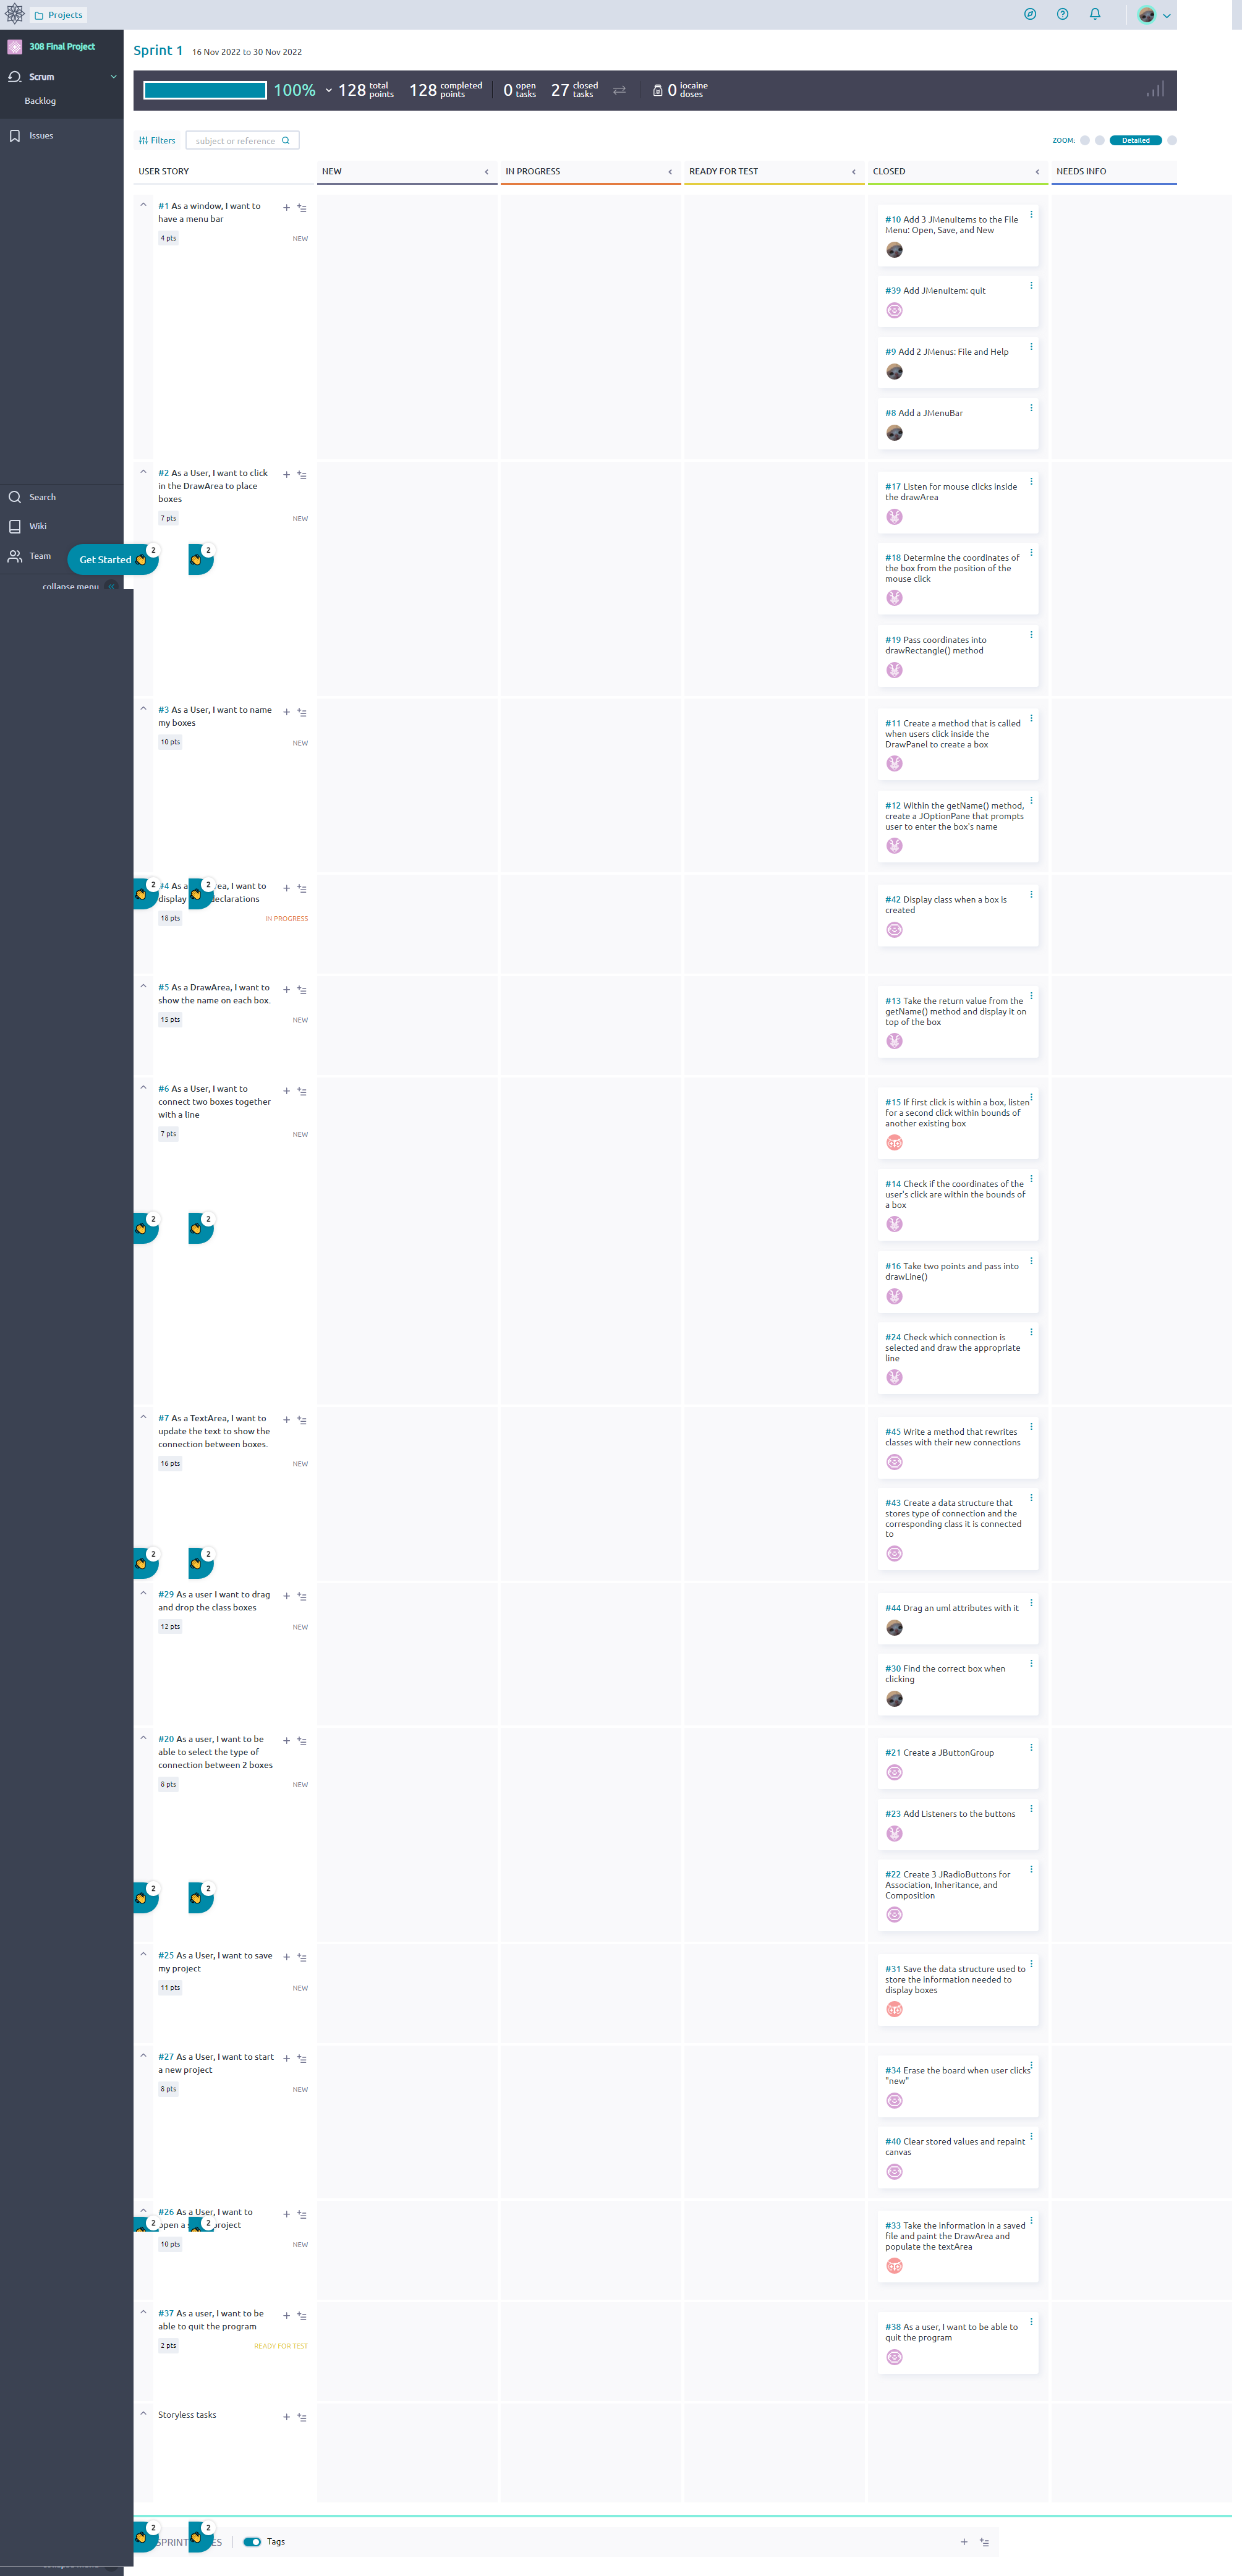 Projects
308 Final Project
Scrum
Backlog
Issues
Search
Wiki
Team
Get Started
2
2
collapse menu
Sprint 1 16 Nov 2022 to 30 Nov 2022
100% 128 total points 128 completed points 0 open tasks 27 closed tasks 0 iocaine doses
Filters
subject or reference
ZOOM: Detailed
USER STORY
NEW
IN PROGRESS
READY FOR TEST
CLOSED
NEEDS INFO
#1 As a window, I want to
have a menu bar
4 pts
NEW
#10 Add 3 JMenuItems to the File
Menu: Open, Save, and New
#39 Add JMenuItem: quit
#9 Add 2 JMenus: File and Help
#8 Add a JMenuBar
#2 As a User, I want to click
in the DrawArea to place
boxes
7 pts
NEW
#17 Listen for mouse clicks inside
the drawArea
#18 Determine the coordinates of
the box from the position of the
mouse click
#19 Pass coordinates into
drawRectangle() method
#3 As a User, I want to name
my boxes
10 pts
NEW
#11 Create a method that is called
when users click inside the
DrawPanel to create a box
#12 Within the getName() method,
create a JOptionPane that prompts
user to enter the box's name
2
2
#4 As a rea, I want to
display declarations
18 pts
IN PROGRESS
#42 Display class when a box is
created
#5 As a DrawArea, I want to
show the name on each box.
15 pts
NEW
#13 Take the return value from the
getName() method and display it on
top of the box
#6 As a User, I want to
connect two boxes together
with a line
7 pts
NEW
2
2
#15 If first click is within a box, listen
for a second click within bounds of
another existing box
#14 Check if the coordinates of the
user's click are within the bounds of
a box
#16 Take two points and pass into
drawLine()
#24 Check which connection is
selected and draw the appropriate
line
#7 As a TextArea, I want to
update the text to show the
connection between boxes.
16 pts
NEW
2
2
#45 Write a method that rewrites
classes with their new connections
#43 Create a data structure that
stores type of connection and the
corresponding class it is connected
to
#29 As a user I want to drag
and drop the class boxes
12 pts
NEW
#44 Drag an uml attributes with it
#30 Find the correct box when
clicking
#20 As a user, I want to be
able to select the type of
connection between 2 boxes
8 pts
NEW
2
2
#21 Create a JButtonGroup
#23 Add Listeners to the buttons
#22 Create 3 JRadioButtons for
Association, Inheritance, and
Composition
#25 As a User, I want to save
my project
11 pts
NEW
#31 Save the data structure used to
store the information needed to
display boxes
#27 As a User, I want to start
a new project
8 pts
NEW
#34 Erase the board when user clicks
"new"
#40 Clear stored values and repaint
canvas
#26 As a User, I want to
open a project
2
2
10 pts
NEW
#33 Take the information in a saved
file and paint the DrawArea and
populate the textArea
#37 As a user, I want to be
able to quit the program
2 pts
READY FOR TEST
#38 As a user, I want to be able to
quit the program
Storyless tasks
2
2
SPRINT ES
Tags